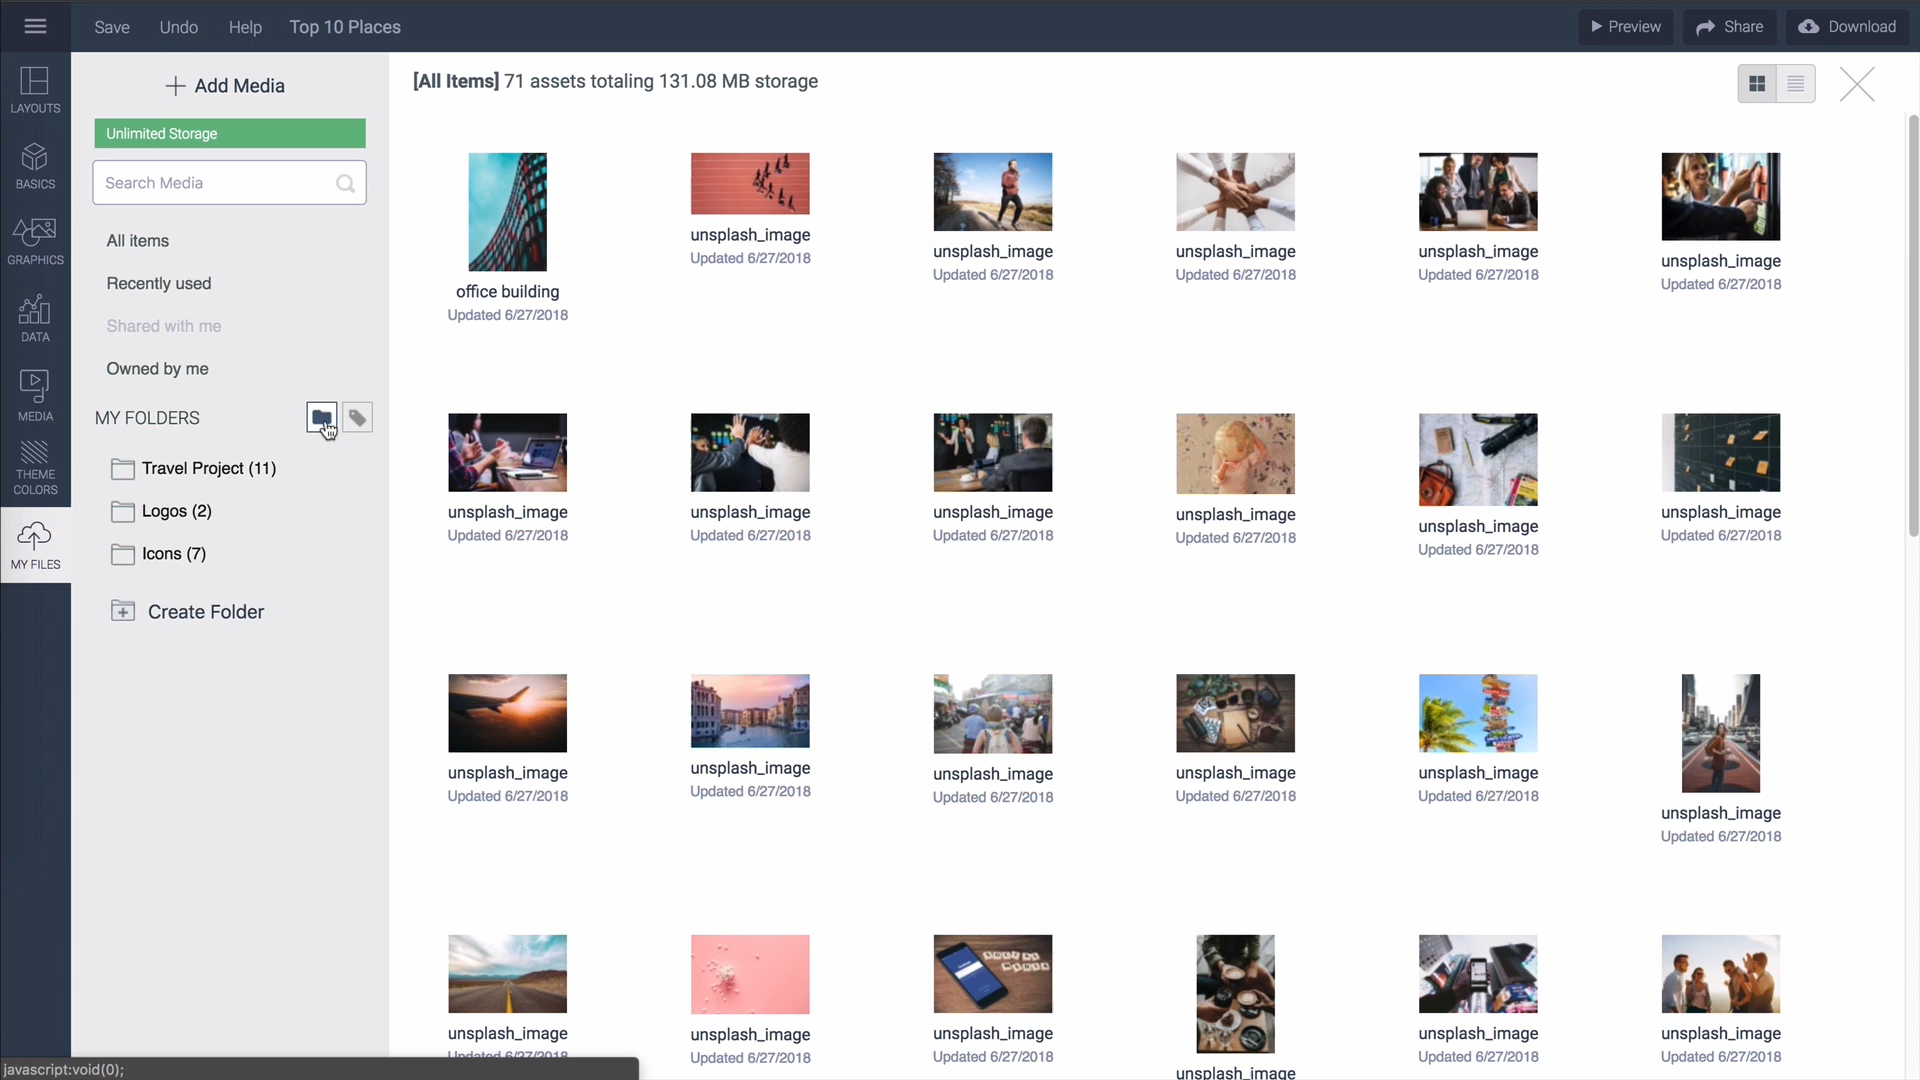 Save Undo Help Top 10 Places Preview Share Download
LAYOUTS
BASICS
GRAPHICS
DATA
MEDIA
THEME
COLORS
MY FILES
Add Media
Unlimited Storage
Search Media
All items
Recently used
Shared with me
Owned by me
MY FOLDERS
Travel Project (11)
Logos (2)
Icons (7)
Create Folder
[All Items] 71 assets totaling 131.08 MB storage
office building
Updated 6/27/2018
unsplash_image
Updated 6/27/2018
unsplash_image
Updated 6/27/2018
unsplash_image
Updated 6/27/2018
unsplash_image
Updated 6/27/2018
unsplash_image
Updated 6/27/2018
unsplash_image
Updated 6/27/2018
unsplash_image
Updated 6/27/2018
unsplash_image
Updated 6/27/2018
unsplash_image
Updated 6/27/2018
unsplash_image
Updated 6/27/2018
unsplash_image
Updated 6/27/2018
unsplash_image
Updated 6/27/2018
unsplash_image
Updated 6/27/2018
unsplash_image
Updated 6/27/2018
unsplash_image
Updated 6/27/2018
unsplash_image
Updated 6/27/2018
unsplash_image
Updated 6/27/2018
unsplash_image
Updated 6/27/2018
unsplash_image
Updated 6/27/2018
unsplash_image
Updated 6/27/2018
unsplash_image
unsplash_image
Updated 6/27/2018
unsplash_image
Updated 6/27/2018
javascript:void(0);